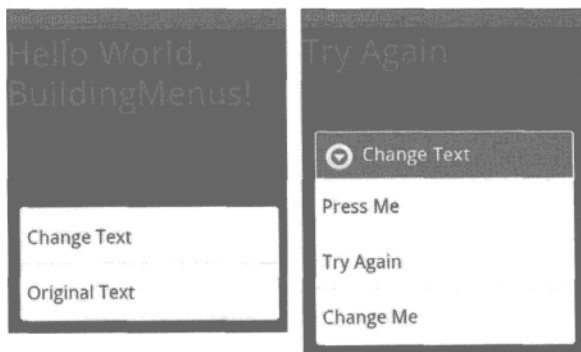 BuildingMenus
Hello World,
BuildingMenus!
Change Text
Original Text
BuildingMenus
Try Again
Change Text
Press Me
Try Again
Change Me